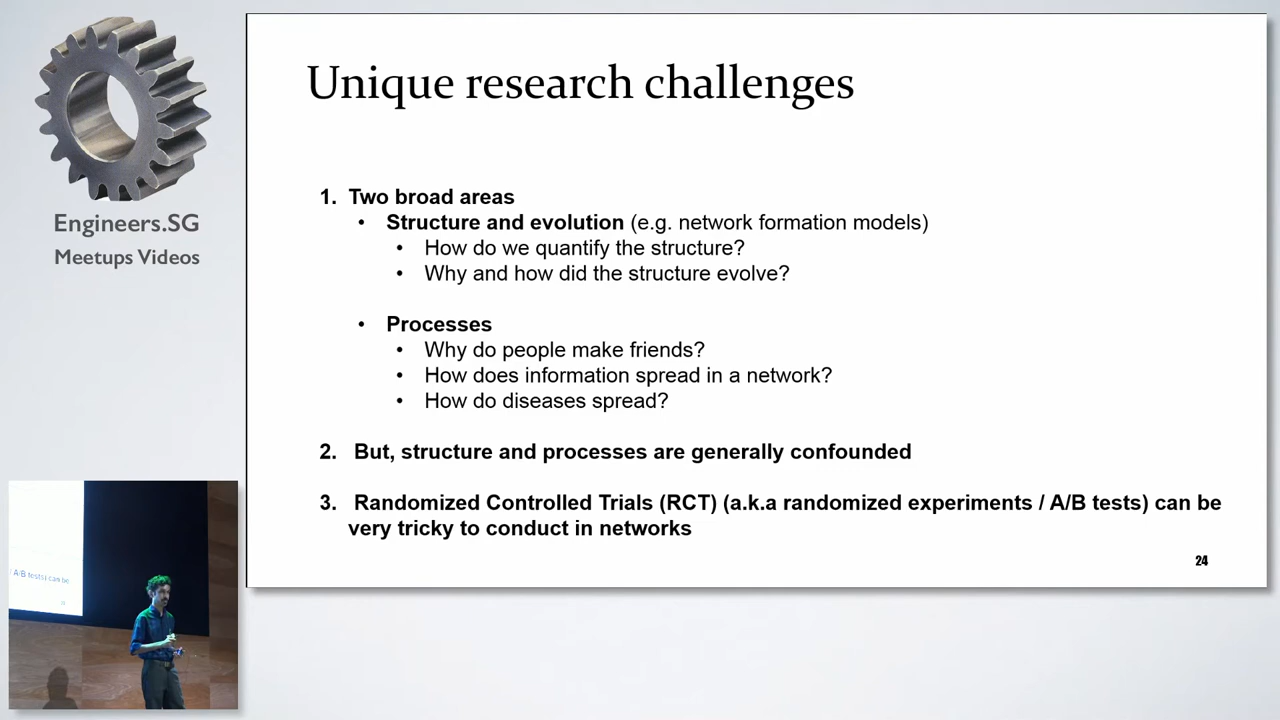 Unique research challenges
1. Two broad areas
• Structure and evolution (e.g. network formation models)
• How do we quantify the structure?
• Why and how did the structure evolve?
• Processes
• Why do people make friends?
• How does information spread in a network?
• How do diseases spread?
2. But, structure and processes are generally confounded
3. Randomized Controlled Trials (RCT) (a.k.a randomized experiments / A/B tests) can be
very tricky to conduct in networks
24
Engineers.SG
Meetups Videos
/ A/B tests) can be